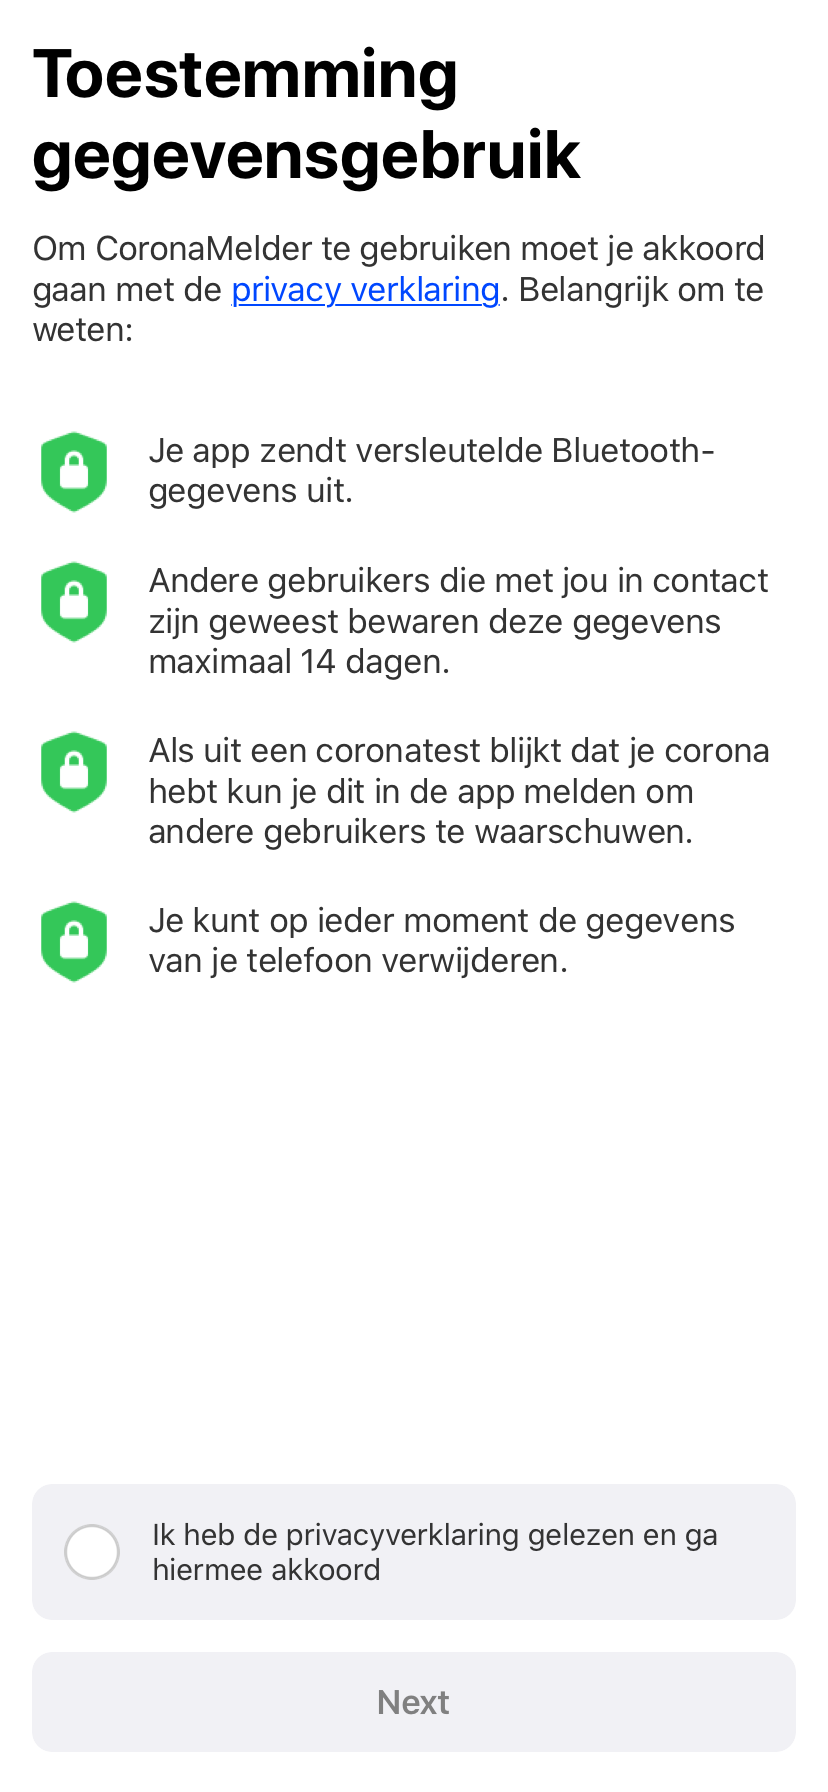 Toestemming
gegevensgebruik
Om CoronaMelder te gebruiken moet je akkoord
gaan met de privacy verklaring. Belangrijk om te
weten:
Je app zendt versleutelde Bluetooth-
gegevens uit.
Andere gebruikers die met jou in contact
zijn geweest bewaren deze gegevens
maximaal 14 dagen.
Als uit een coronatest blijkt dat je corona
hebt kun je dit in de app melden om
andere gebruikers te waarschuwen.
Je kunt op ieder moment de gegevens
van je telefoon verwijderen.
Ik heb de privacyverklaring gelezen en ga
hiermee akkoord
Next